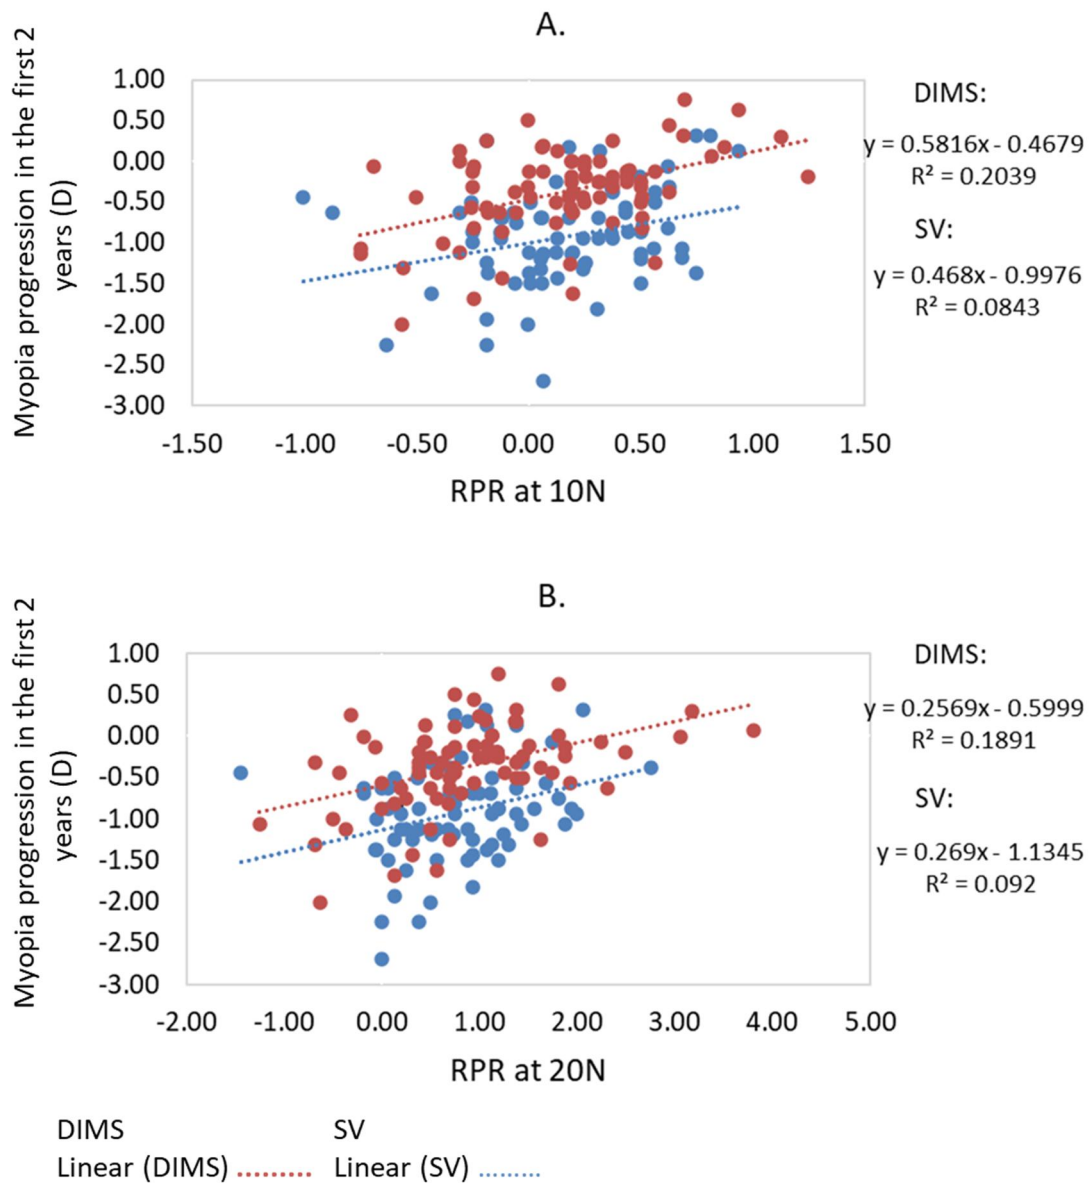 A.
Myopia progression in the first 2
years (D)
1.00
0.50
0.00
-0.50
-1.00
-1.50
-2.00
-2.50
-3.00
-1.50 -1.00 -0.50 0.00 0.50 1.00 1.50
RPR at 10N
DIMS:
y = 0.5816x - 0.4679
R² = 0.2039
SV:
y = 0.468x - 0.9976
R² = 0.0843
B.
Myopia progression in the first 2
years (D)
1.00
0.50
0.00
-0.50
-1.00
-1.50
-2.00
-2.50
-3.00
-2.00 -1.00 0.00 1.00 2.00 3.00 4.00 5.00
RPR at 20N
DIMS:
y = 0.2569x - 0.5999
R² = 0.1891
SV:
y = 0.269x - 1.1345
R² = 0.092
DIMS SV
Linear (DIMS) Linear (SV)